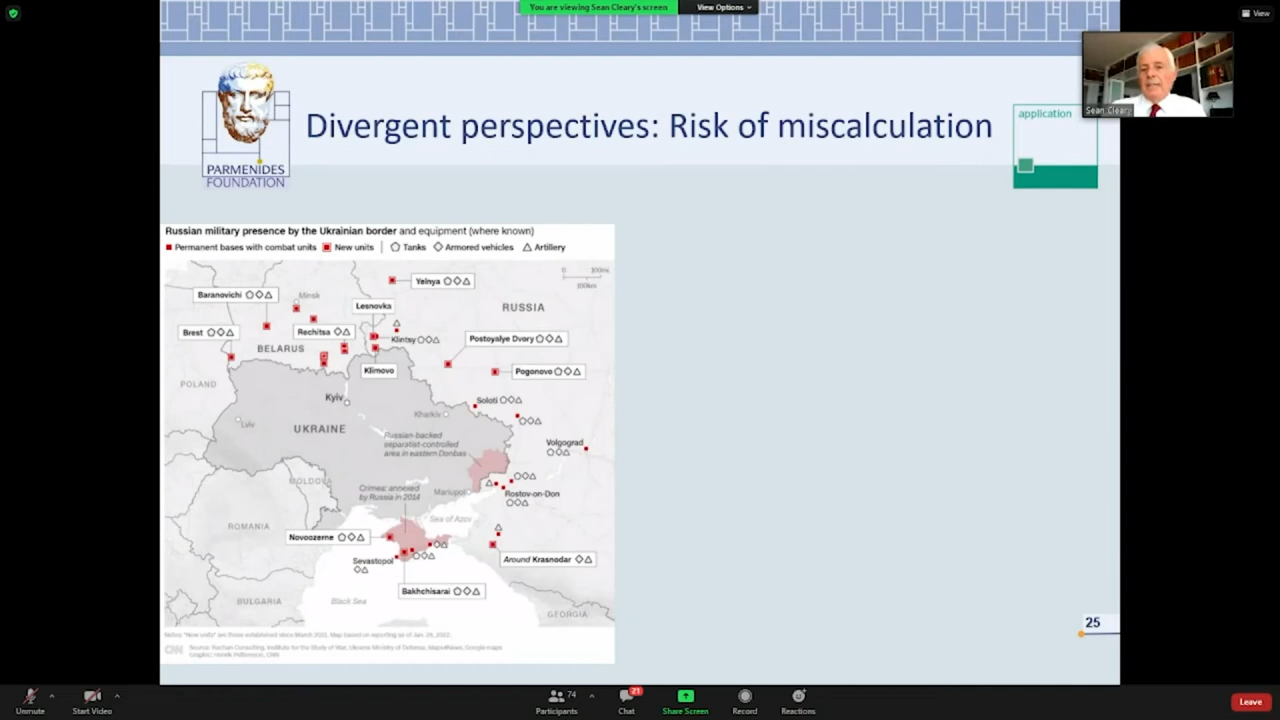 You are viewing Sean Cleary's screen
View Options
View
PARMENIDES
FOUNDATION
Divergent perspectives: Risk of miscalculation
application
Sean Cleary
Russian military presence by the Ukrainian border and equipment (where known)
Permanent bases with combat units New units Tanks Armored vehicles Artillery
0 100mi
100km
Yelnya
Baranovichi
Minsk
Lesnovka
RUSSIA
Brest
Rechitsa
Klintsy
Postoyalye Dvory
BELARUS
Klimovo
Pogonovo
POLAND
Kyiv
Soloti
Lviv
Kharkiv
UKRAINE
Russian-backed
separatist-controlled
area in eastern Donbas
Volgograd
MOLDOVA
Crimea: annexed
by Russia in 2014
Mariupol
Rostov-on-Don
ROMANIA
Sea of Azov
Novoozerne
Sevastopol
Around Krasnodar
Bakhchisarai
BULGARIA
Black Sea
GEORGIA
25
Notes: "New units" are those established since March 2021. Map based on reporting as of Jan.
CNN
Source: Rochan Consulting, Institute for the Study of War, Ukraine Ministry of Defense, Maps4News, Google maps
Graphic: Henrik Pettersson, CNN
Unmute
Start Video
Participants
74
Chat
21
Share Screen
Record
Reactions
Leave